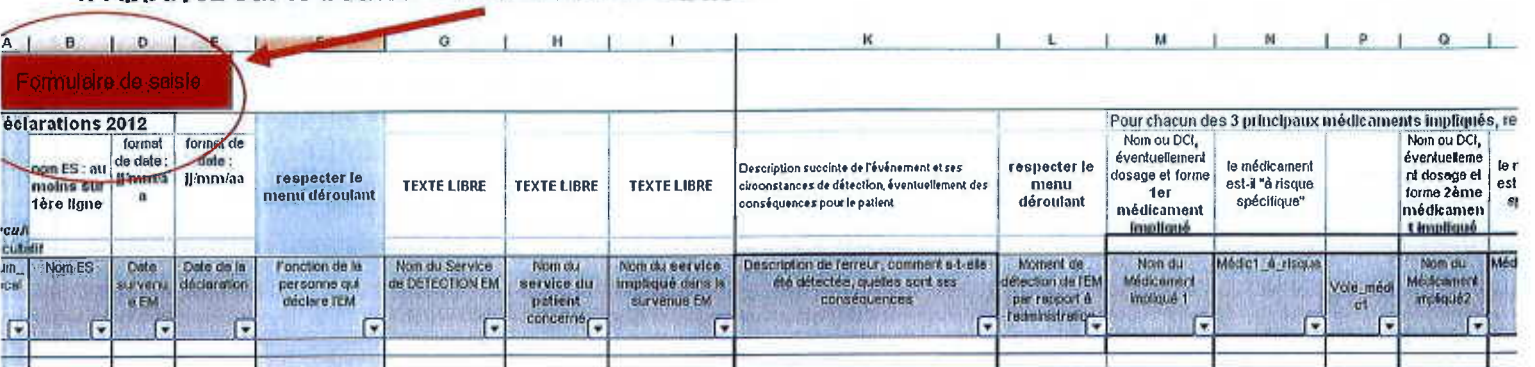 A B D E F G H I K L M N P Q
Formulaire de saisie
éclarations 2012
Pour chacun des 3 principaux médicaments impliqués, re
nom ES : au
moins sur
1ère ligne
format
de date :
jj/mm/a
a
format de
date :
jj/mm/aa
respecter le
menu déroulant
TEXTE LIBRE
TEXTE LIBRE
TEXTE LIBRE
Description succinte de l'événement et ses
circonstances de détection, éventuellement des
conséquences pour le patient
respecter le
menu
déroulant
Nom ou DCI,
éventuellement
dosage et forme
1er
médicament
impliqué
le médicament
est-il "à risque
spécifique"
Nom ou DCI,
éventuelleme
nt dosage et
forme 2ème
médicamen
t impliqué
le r
est
sp
Nom ES
Date
survenu
e EM
Date de la
déclaration
Fonction de la
personne qui
déclare l'EM
Nom du Service
de DETECTION EM
Nom du
service du
patient
concerné
Nom du service
impliqué dans la
survenue EM
Description de l'erreur, comment a-t-elle
été détectée, quelles sont ses
conséquences
Moment de
détection de l'EM
par rapport à
l'administration
Nom du
Médicament
impliqué 1
Médict1_à_risque
Voie_médi
ct1
Nom du
Médicament
impliqué2
Méd